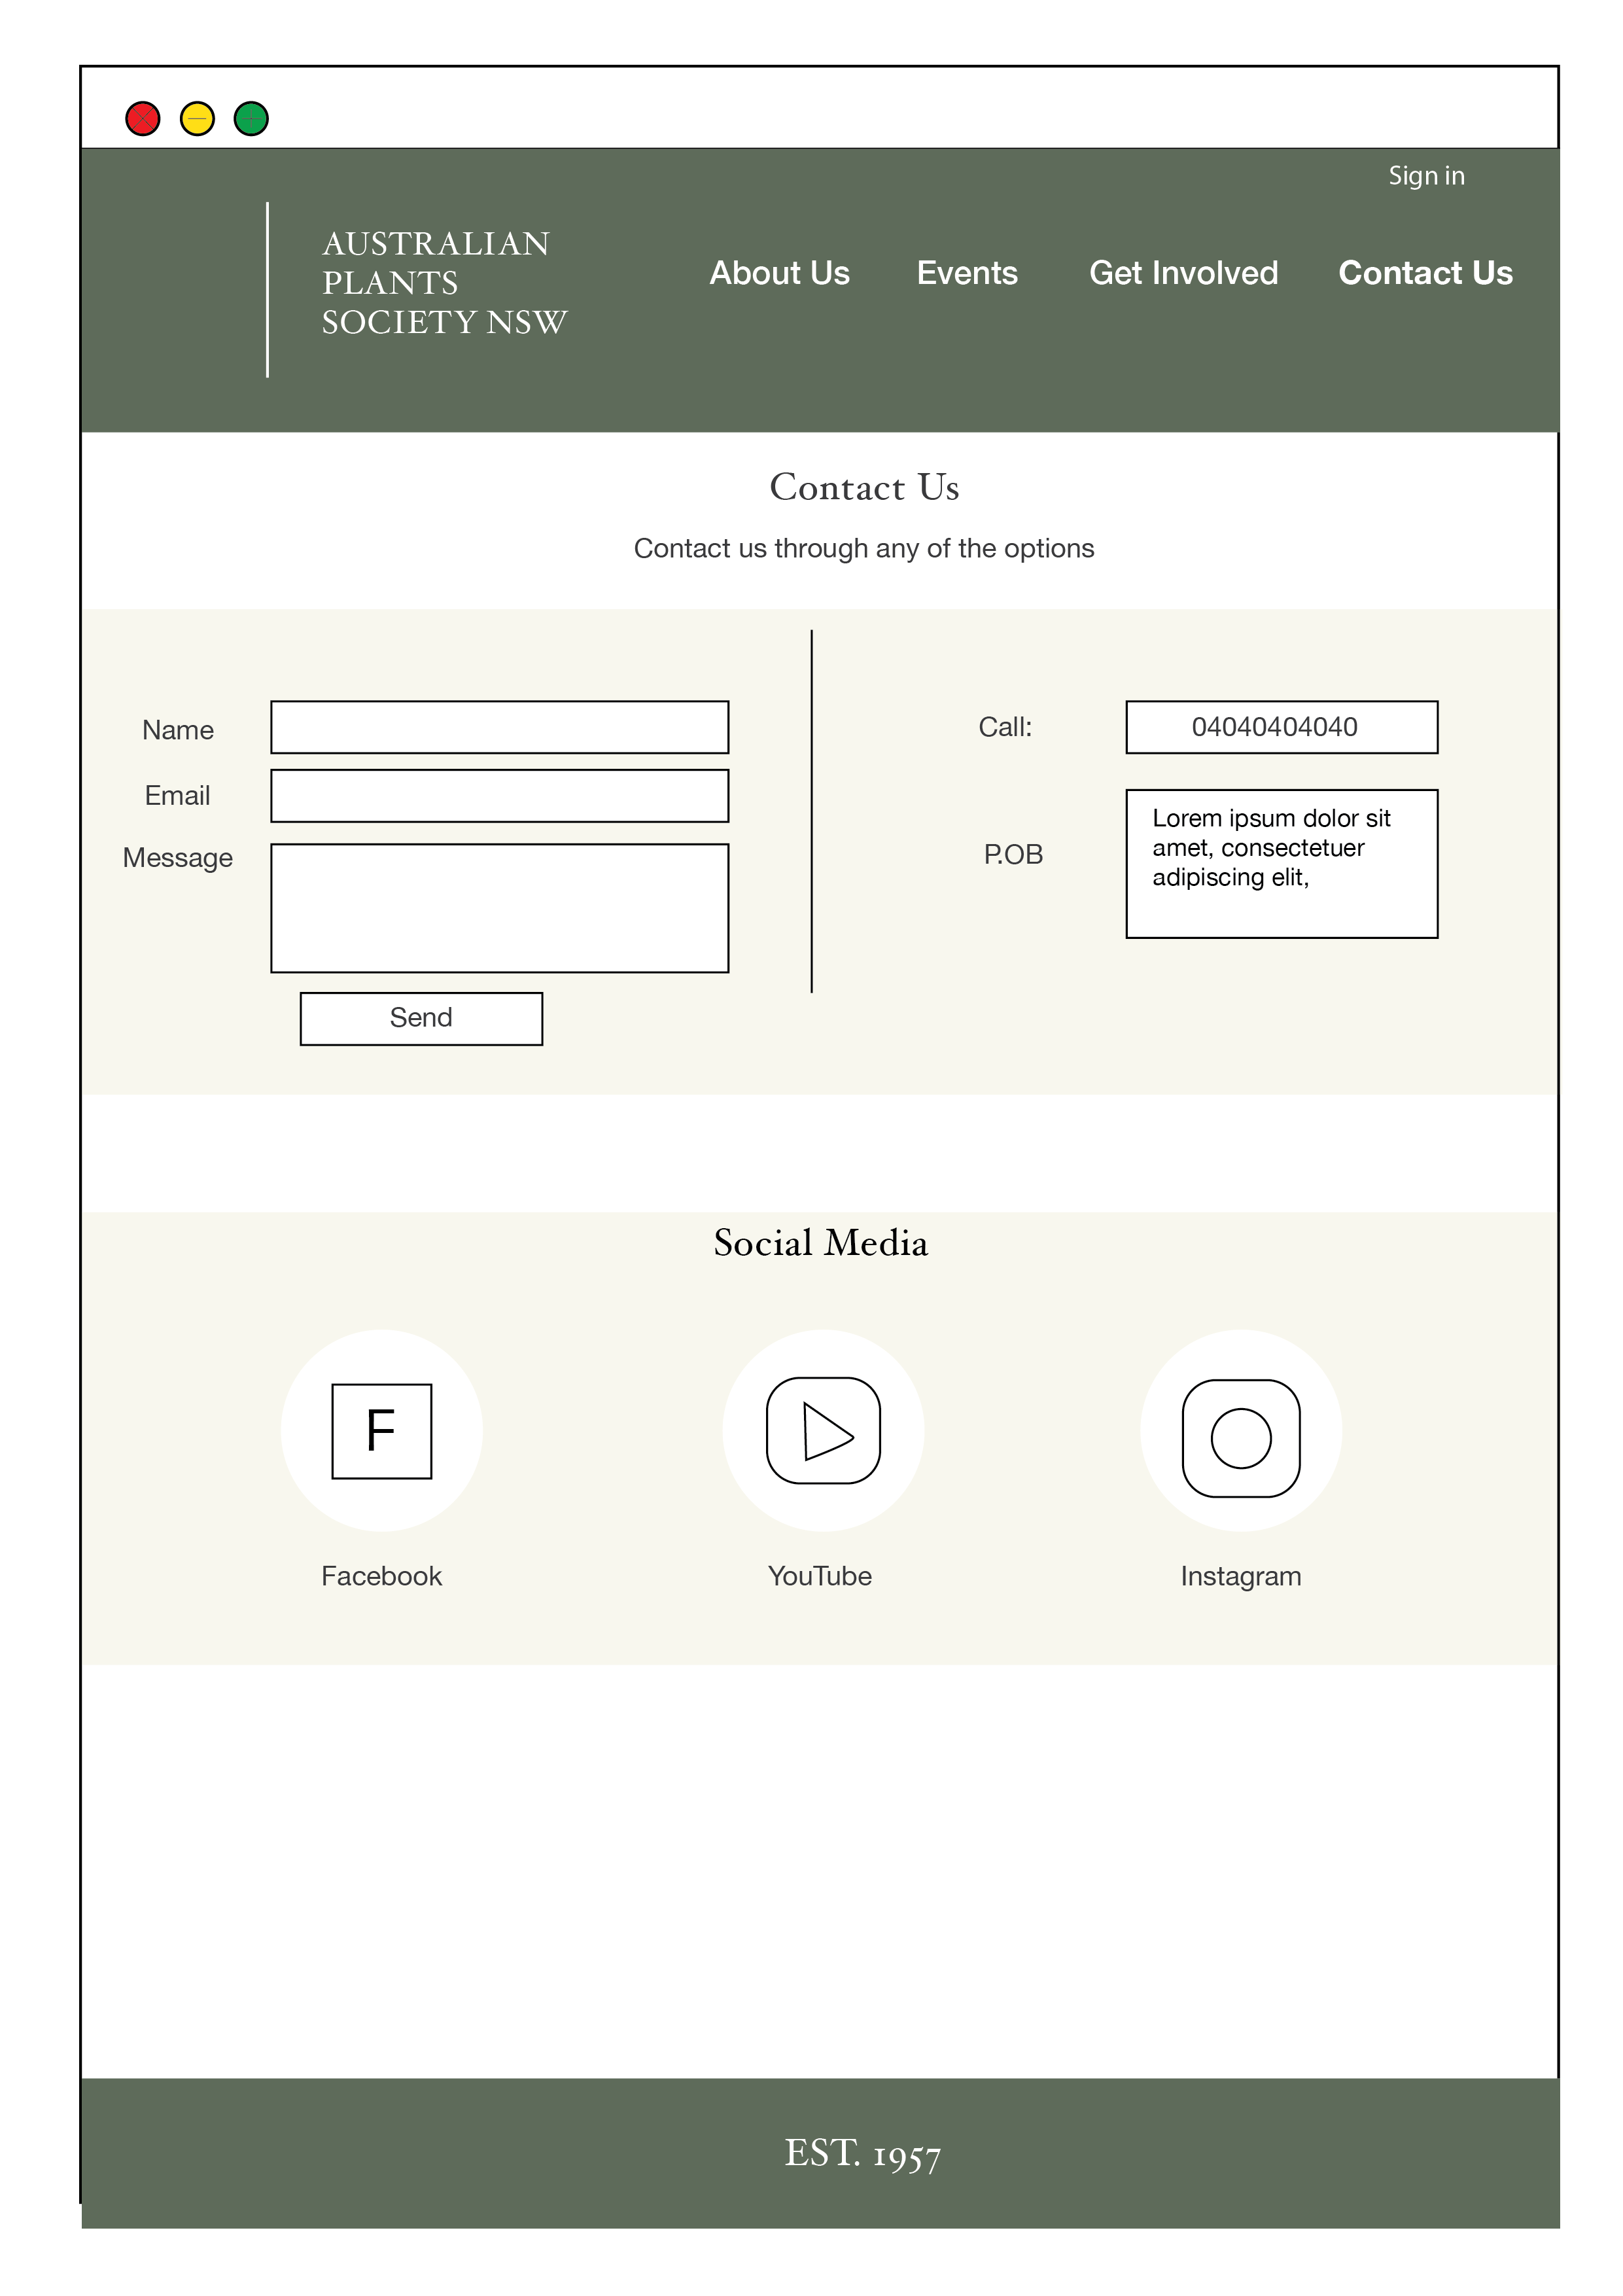 Sign in
AUSTRALIAN
PLANTS
SOCIETY NSW
About Us Events Get Involved Contact Us
Contact Us
Contact us through any of the options
Name
Email
Message
Send
Call: 04040404040
P.OB
Lorem ipsum dolor sit
amet, consectetuer
adipiscing elit,
Social Media
F
Facebook YouTube Instagram
EST. 1957